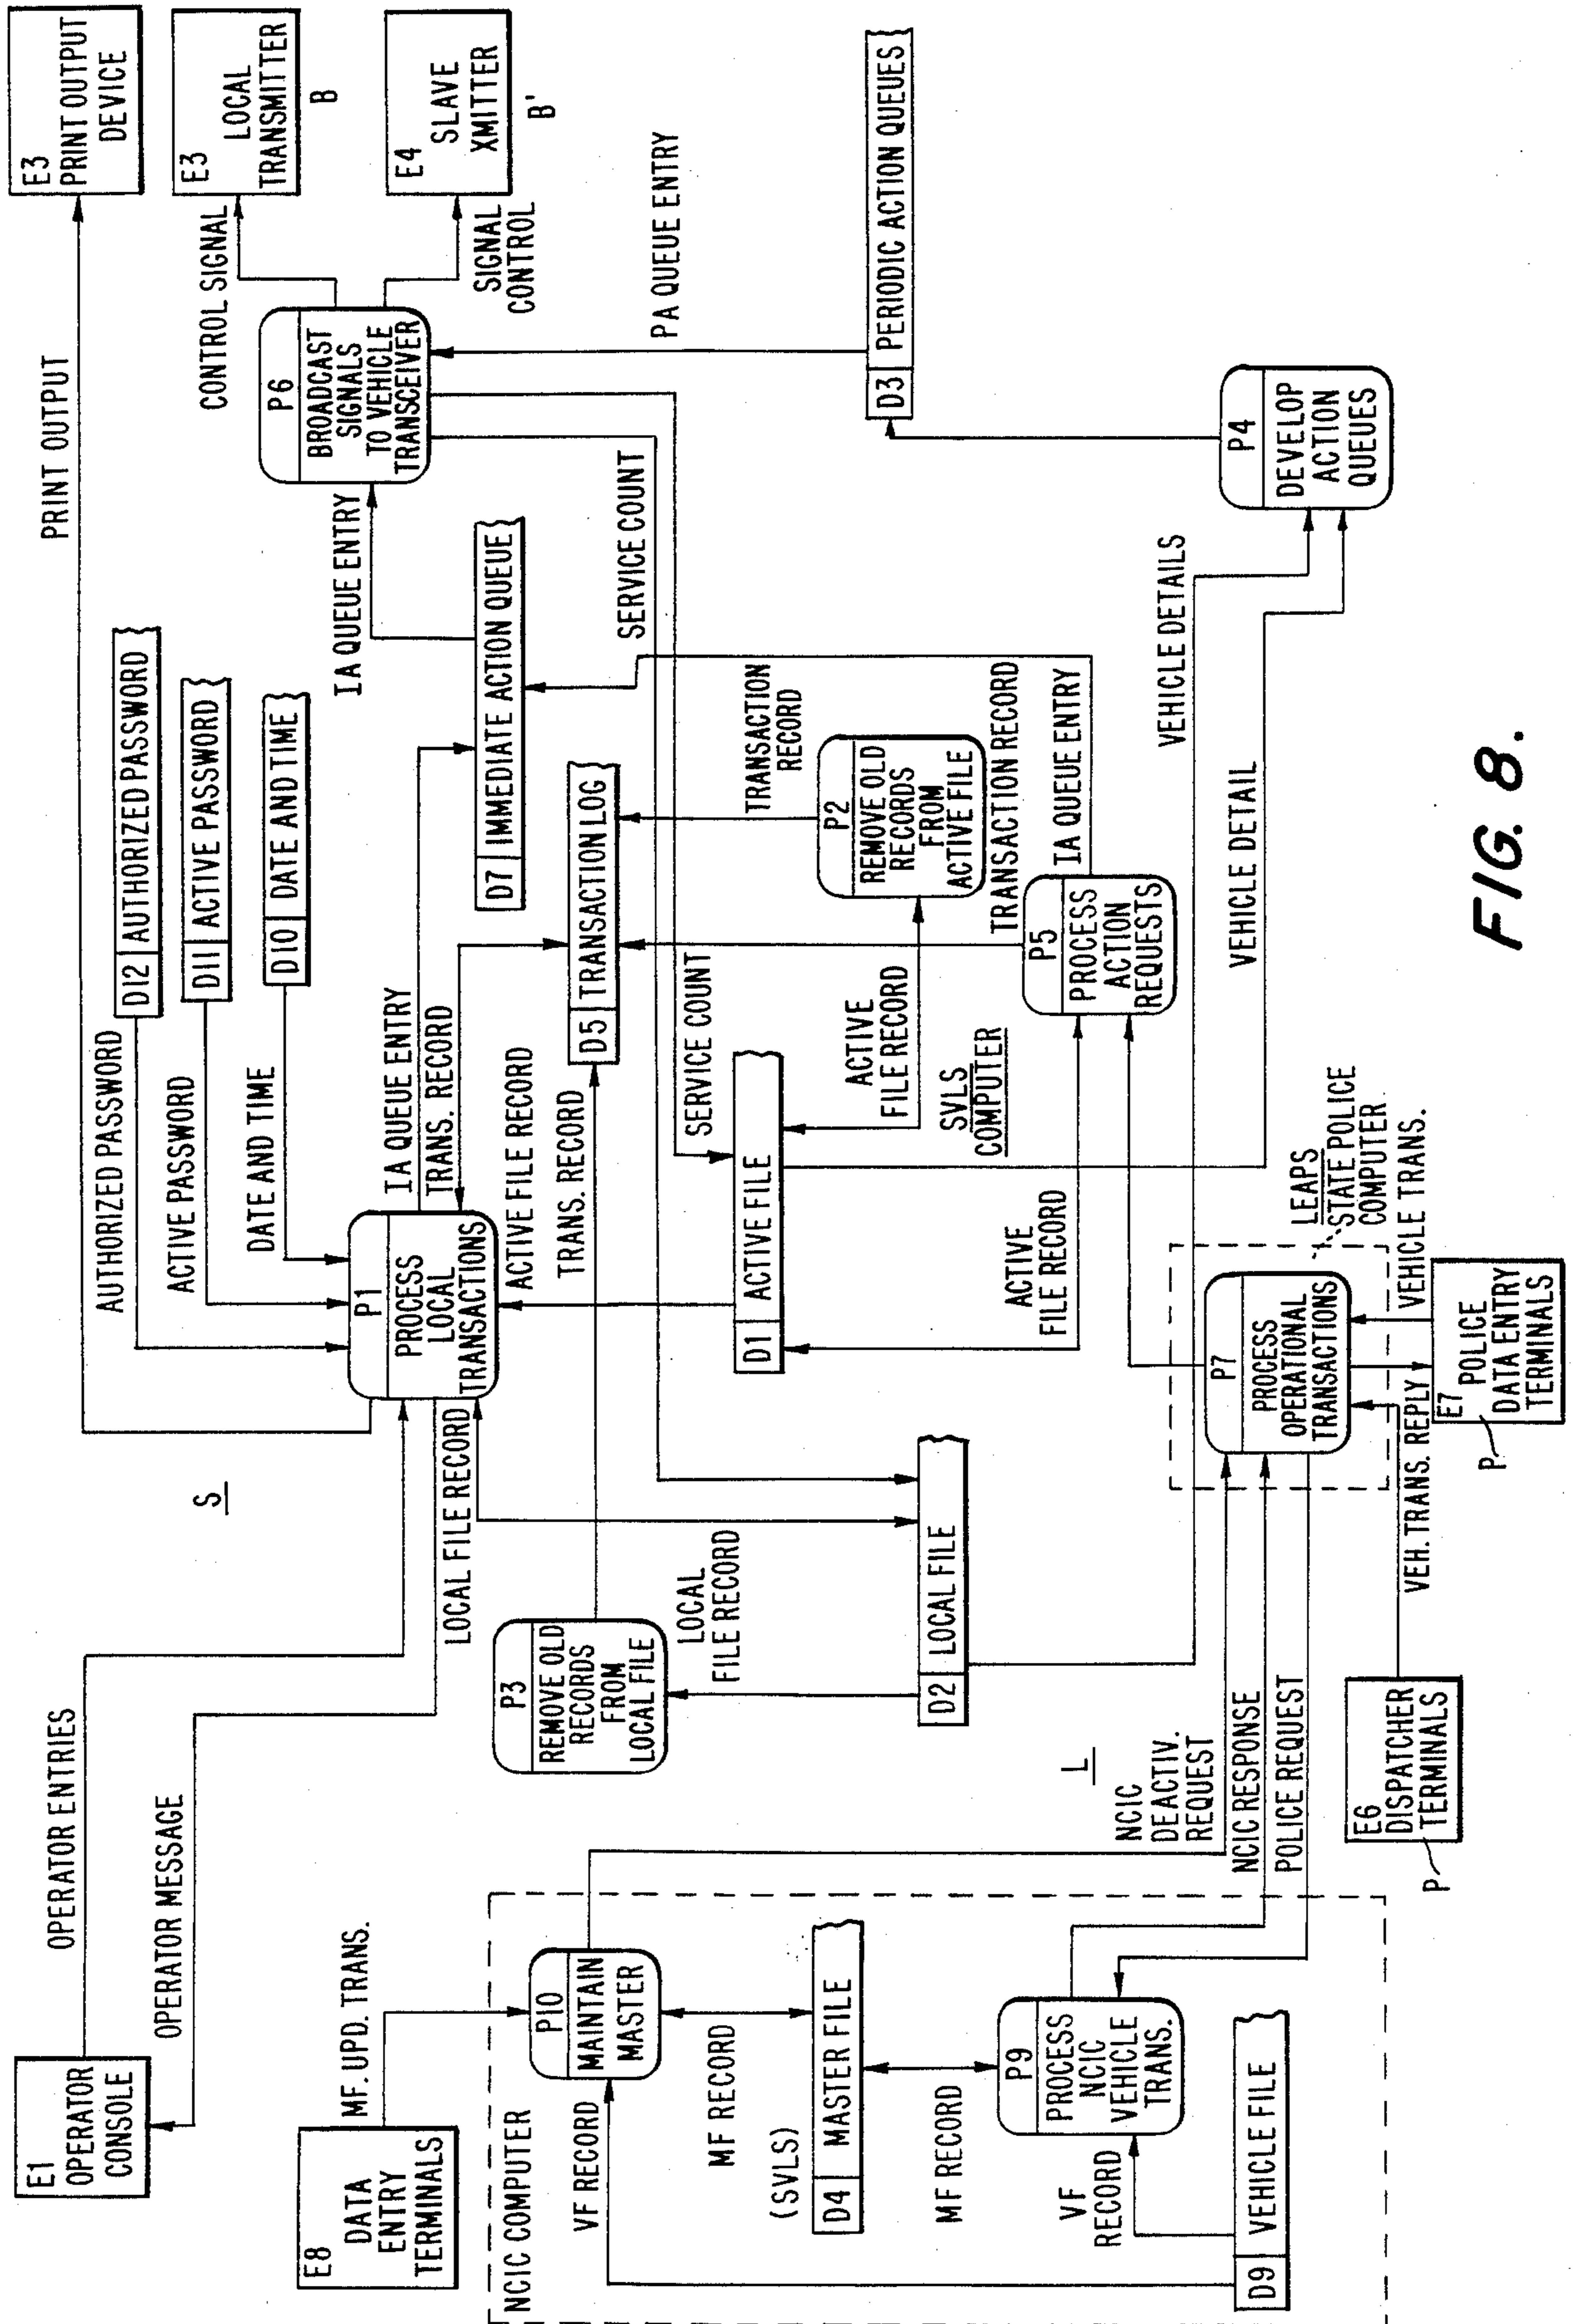 E1
OPERATOR
CONSOLE
OPERATOR ENTRIES
OPERATOR MESSAGE
S
PRINT OUTPUT
E3
PRINT OUTPUT
DEVICE
AUTHORIZED PASSWORD
D12 AUTHORIZED PASSWORD
ACTIVE PASSWORD
D11 ACTIVE PASSWORD
DATE AND TIME
D10 DATE AND TIME
CONTROL SIGNAL
E3
LOCAL
TRANSMITTER
B
E8
DATA
ENTRY
TERMINALS
MF. UPD. TRANS.
P1
PROCESS
LOCAL
TRANSACTIONS
LOCAL FILE RECORD
IA QUEUE ENTRY
TRANS. RECORD
ACTIVE FILE RECORD
TRANS. RECORD
IA QUEUE ENTRY
P6
BROADCAST
SIGNALS
TO VEHICLE
TRANSCEIVER
SIGNAL
CONTROL
E4
SLAVE
XMITTER
B'
D7 IMMEDIATE ACTION QUEUE
NCIC COMPUTER
P10
MAINTAIN
MASTER
VF RECORD
MF RECORD
P3
REMOVE OLD
RECORDS
FROM
LOCAL FILE
LOCAL
FILE RECORD
D5 TRANSACTION LOG
SERVICE COUNT
SERVICE COUNT
PA QUEUE ENTRY
(SVLS)
D4 MASTER FILE
D1 ACTIVE FILE
ACTIVE
FILE RECORD
P2
REMOVE OLD
RECORDS
FROM
ACTIVE FILE
TRANSACTION
RECORD
D3 PERIODIC ACTION QUEUES
D2 LOCAL FILE
MF RECORD
SVLS
COMPUTER
P9
PROCESS
NCIC
VEHICLE
TRANS.
VF
RECORD
L
ACTIVE
FILE RECORD
P5
PROCESS
ACTION
REQUESTS
TRANSACTION RECORD
IA QUEUE ENTRY
NCIC
DEACTIV.
REQUEST
NCIC RESPONSE
POLICE REQUEST
VEHICLE DETAILS
VEHICLE DETAIL
P4
DEVELOP
ACTION
QUEUES
D9 VEHICLE FILE
P7
PROCESS
OPERATIONAL
TRANSACTIONS
LEAPS
STATE POLICE
COMPUTER
E6
DISPATCHER
TERMINALS
P
VEH. TRANS. REPLY
VEHICLE TRANS.
E7
POLICE
DATA ENTRY
TERMINALS
P
FIG. 8.